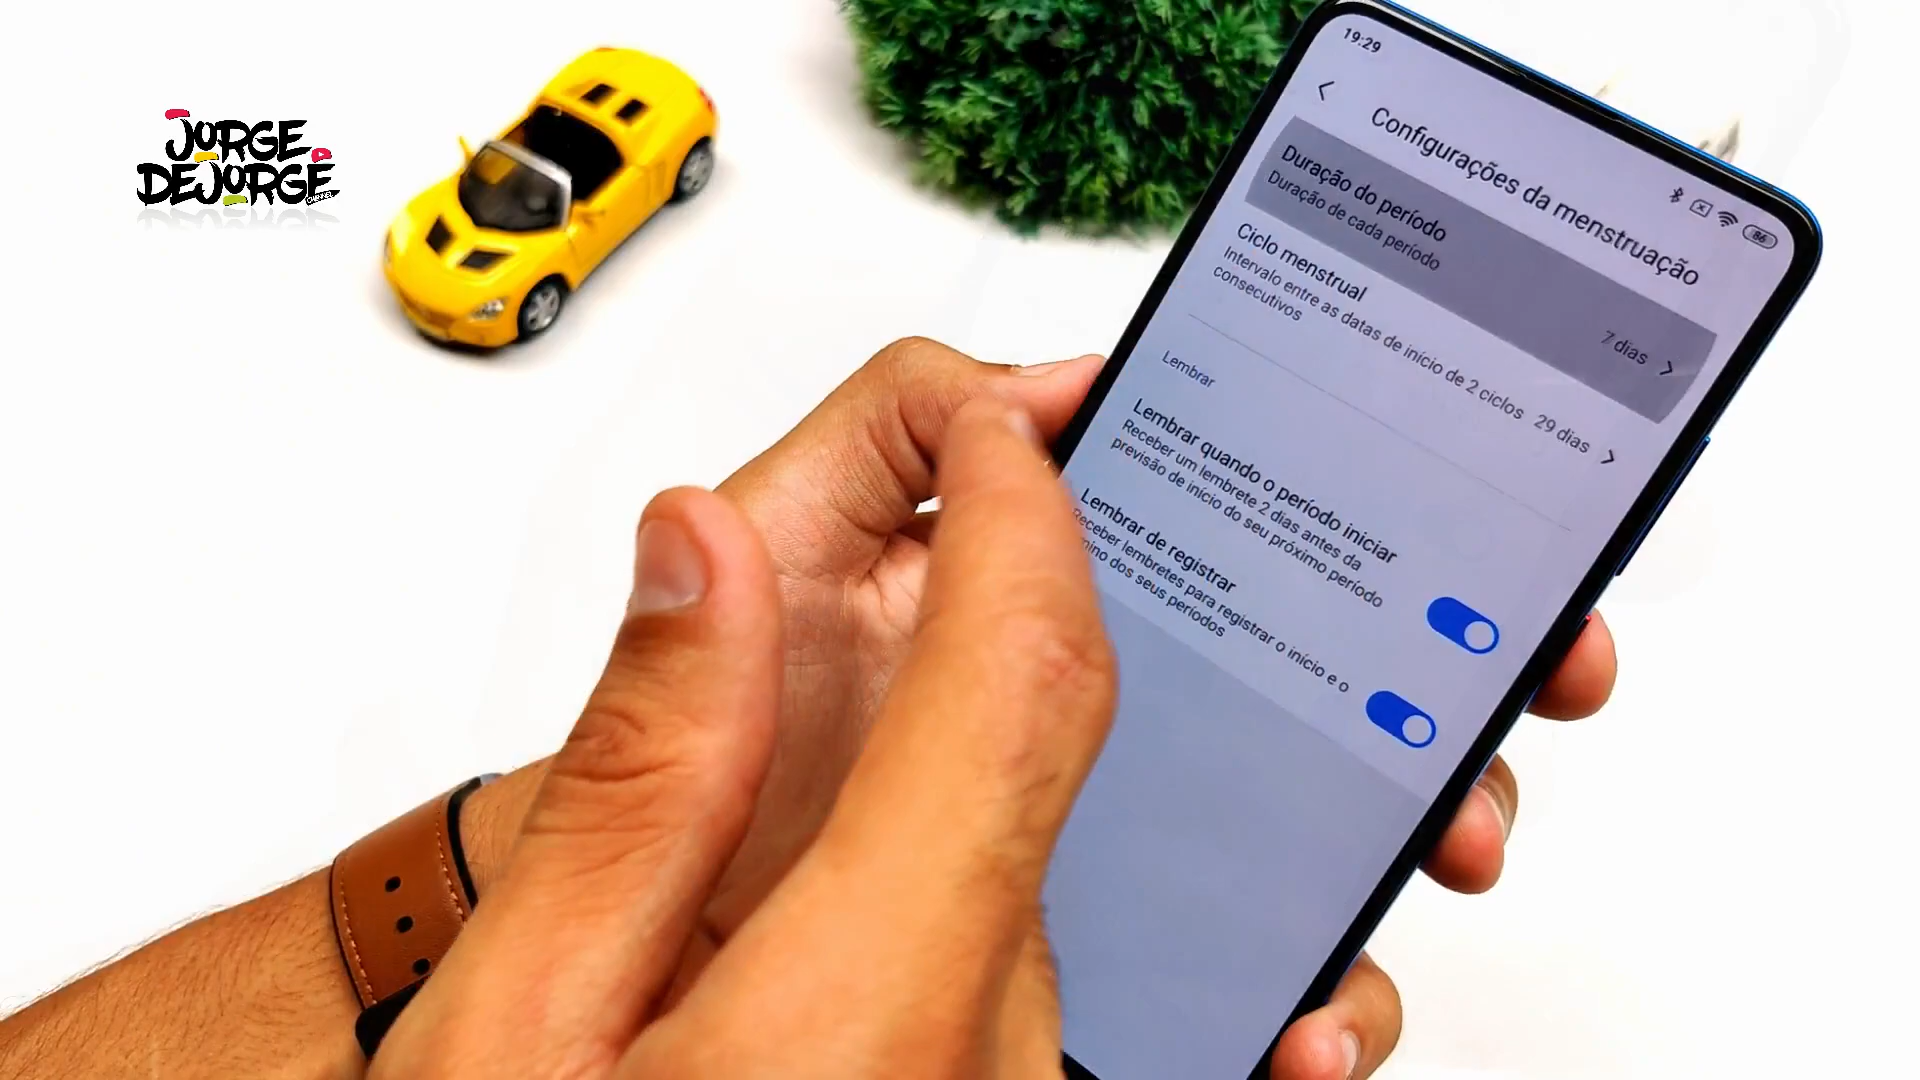 JORGE
DEJORGE
CHANNEL
19:29
86
Configurações da menstruação
Duração do período
Duração de cada período
7 dias
Ciclo menstrual
Intervalo entre as datas de início de 2 ciclos
consecutivos
29 dias
Lembrar
Lembrar quando o período iniciar
Receber um lembrete 2 dias antes da
previsão de início do seu próximo período
Lembrar de registrar
Receber lembretes para registrar o início e o
mino dos seus períodos